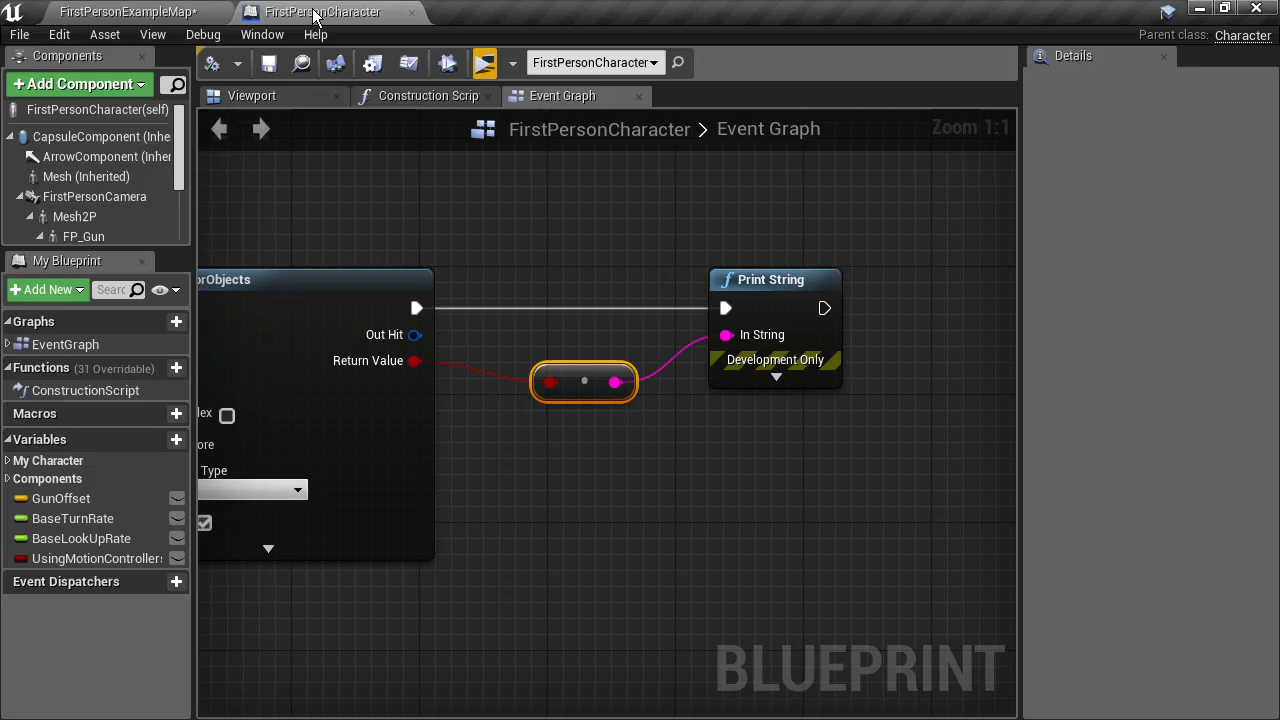 FirstPersonExampleMap*
FirstPersonCharacter
File Edit Asset View Debug Window Help
Parent class: Character
Components
Add Component
FirstPersonCharacter(self)
CapsuleComponent (Inhe
ArrowComponent (Inher
Mesh (Inherited)
FirstPersonCamera
Mesh2P
FP_Gun
My Blueprint
Add New
Searc
Graphs
EventGraph
Functions (31 Overridable)
ConstructionScript
Macros
Variables
My Character
Components
GunOffset
BaseTurnRate
BaseLookUpRate
UsingMotionControllers
Event Dispatchers
FirstPersonCharacter
Viewport
Construction Scrip
Event Graph
FirstPersonCharacter > Event Graph
Zoom 1:1
orObjects
Out Hit
Return Value
lex
ore
Type
Print String
In String
Development Only
BLUEPRINT
Details